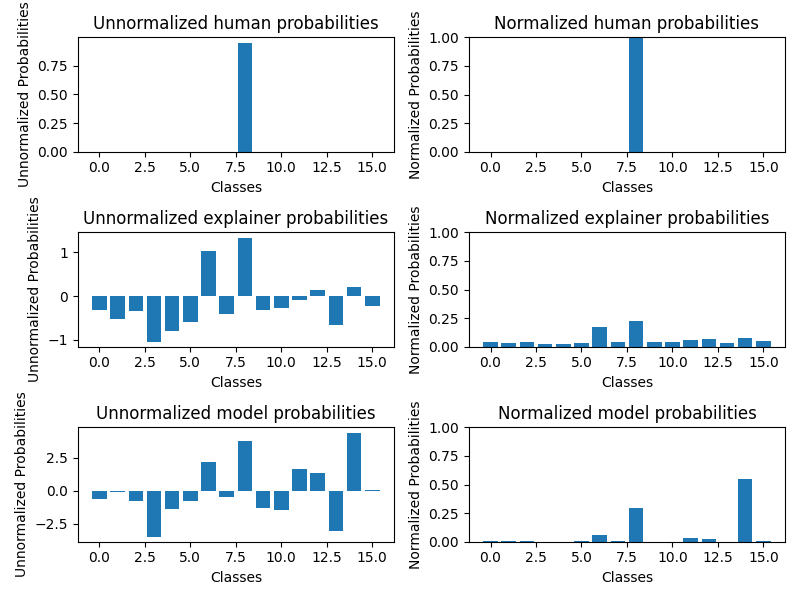 Unnormalized human probabilities
Unnormalized Probabilities
0.75
0.50
0.25
0.00
0.0 2.5 5.0 7.5 10.0 12.5 15.0
Classes
Normalized human probabilities
Normalized Probabilities
1.00
0.75
0.50
0.25
0.00
0.0 2.5 5.0 7.5 10.0 12.5 15.0
Classes
Unnormalized explainer probabilities
Unnormalized Probabilities
1
0
−1
0.0 2.5 5.0 7.5 10.0 12.5 15.0
Classes
Normalized explainer probabilities
Normalized Probabilities
1.00
0.75
0.50
0.25
0.00
0.0 2.5 5.0 7.5 10.0 12.5 15.0
Classes
Unnormalized model probabilities
Unnormalized Probabilities
2.5
0.0
−2.5
0.0 2.5 5.0 7.5 10.0 12.5 15.0
Classes
Normalized model probabilities
Normalized Probabilities
1.00
0.75
0.50
0.25
0.00
0.0 2.5 5.0 7.5 10.0 12.5 15.0
Classes